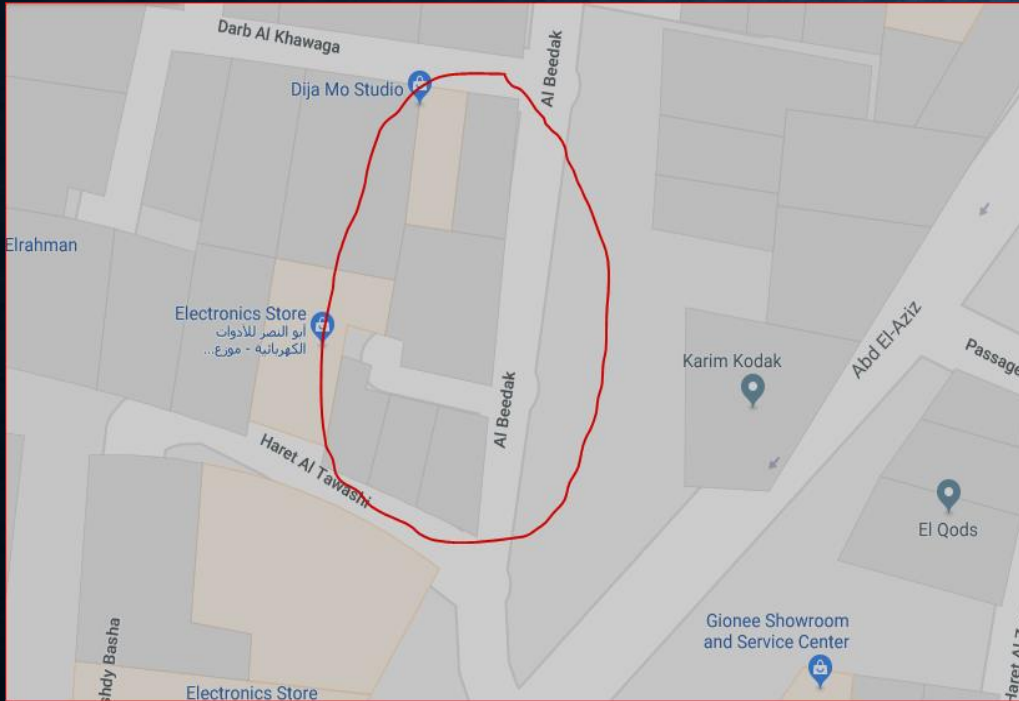 Darb Al Khawaga
Al Beedak
Dija Mo Studio
Elrahman
Electronics Store
أبو النصر للأدوات
الكهربائية - موزع...
Karim Kodak
Abd El-Aziz
Passage
Al Beedak
Haret Al Tawashi
El Qods
Gionee Showroom
and Service Center
shdy Basha
Haret Al Z
Electronics Store